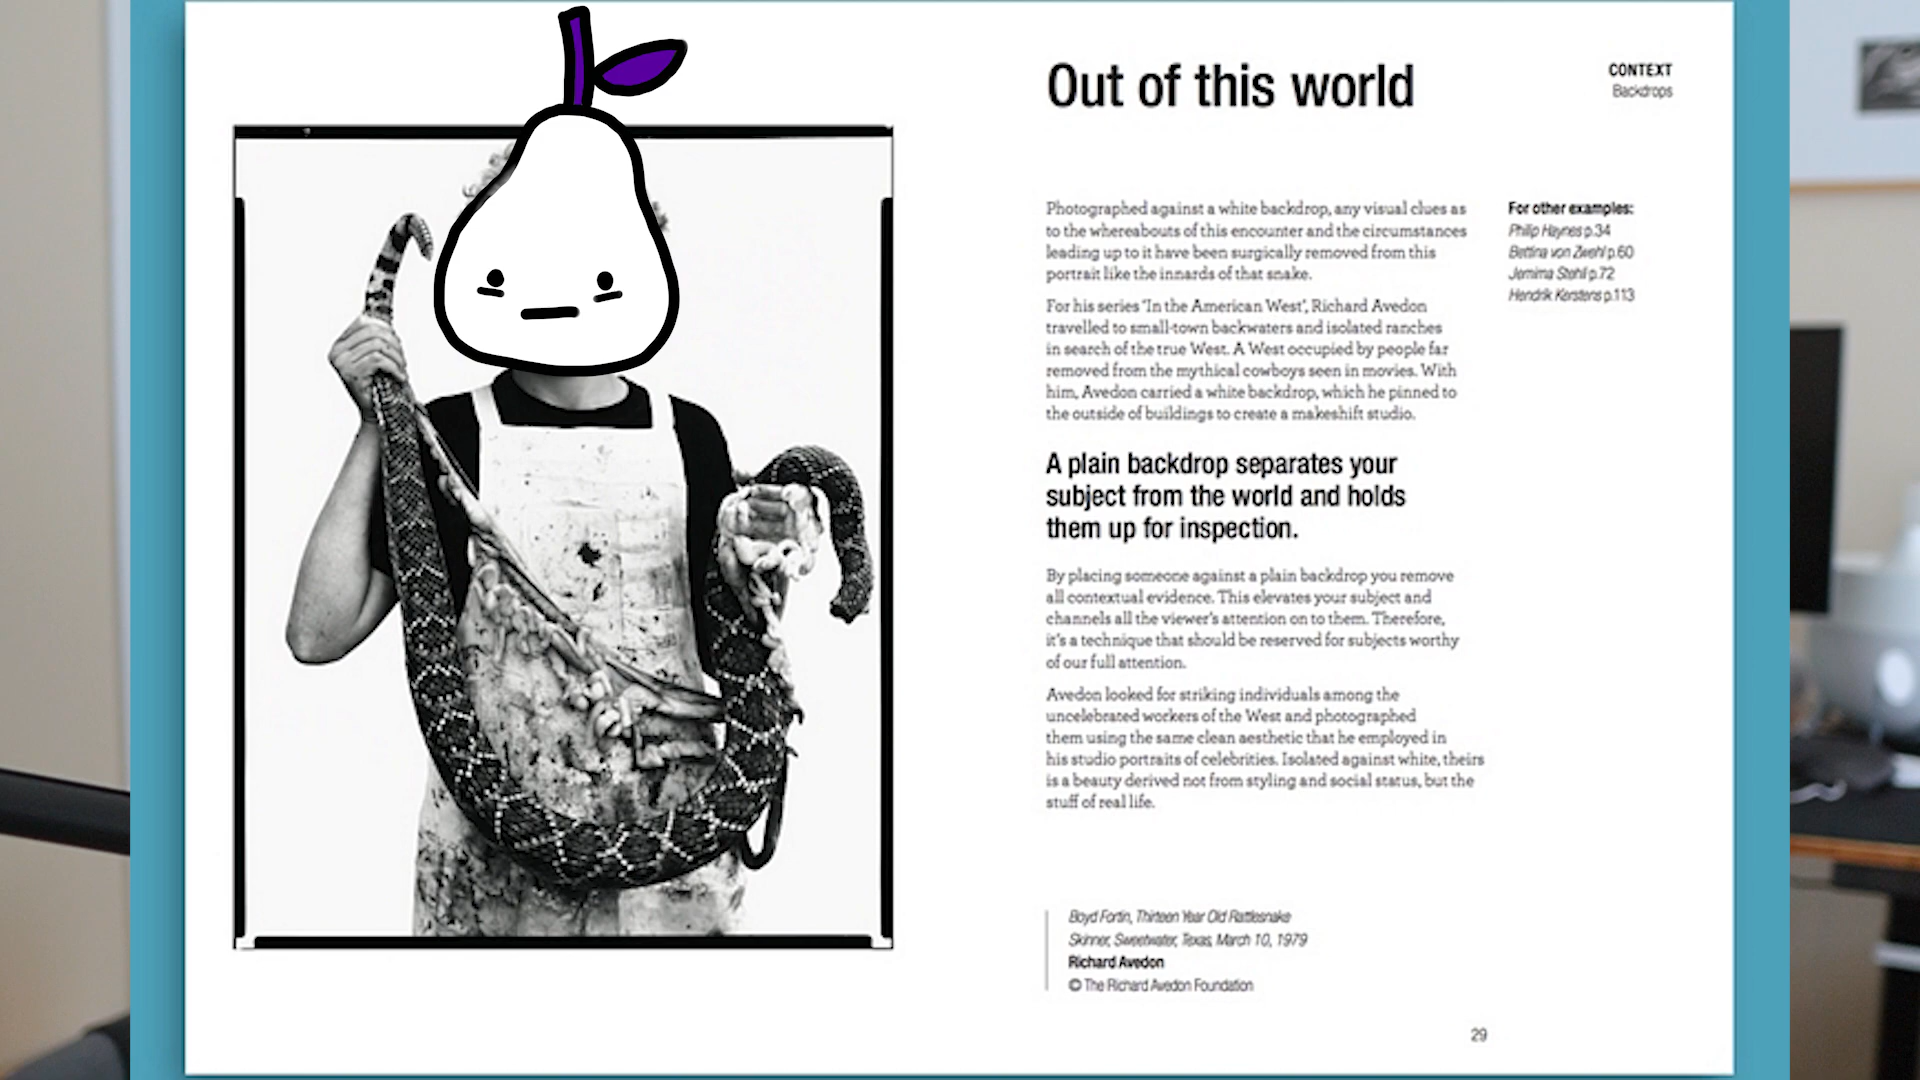 Out of this world
CONTEXT
Backdrops
Photographed against a white backdrop, any visual clues as
to the whereabouts of this encounter and the circumstances
leading up to it have been surgically removed from this
portrait like the innards of that snake.
For his series 'In the American West', Richard Avedon
travelled to small-town backwaters and isolated ranches
in search of the true West. A West occupied by people far
removed from the mythical cowboys seen in movies. With
him, Avedon carried a white backdrop, which he pinned to
the outside of buildings to create a makeshift studio.
A plain backdrop separates your
subject from the world and holds
them up for inspection.
By placing someone against a plain backdrop you remove
all contextual evidence. This elevates your subject and
channels all the viewer's attention on to them. Therefore,
it's a technique that should be reserved for subjects worthy
of our full attention.
Avedon looked for striking individuals among the
uncelebrated workers of the West and photographed
them using the same clean aesthetic that he employed in
his studio portraits of celebrities. Isolated against white, theirs
is a beauty derived not from styling and social status, but the
stuff of real life.
For other examples:
Philip Haynes p.34
Bettina von Zwehl p.60
Jemima Stehli p.72
Hendrik Kerstens p.113
Boyd Fortin, Thirteen Year Old Rattlesnake
Skinner, Sweetwater, Texas, March 10, 1979
Richard Avedon
© The Richard Avedon Foundation
29